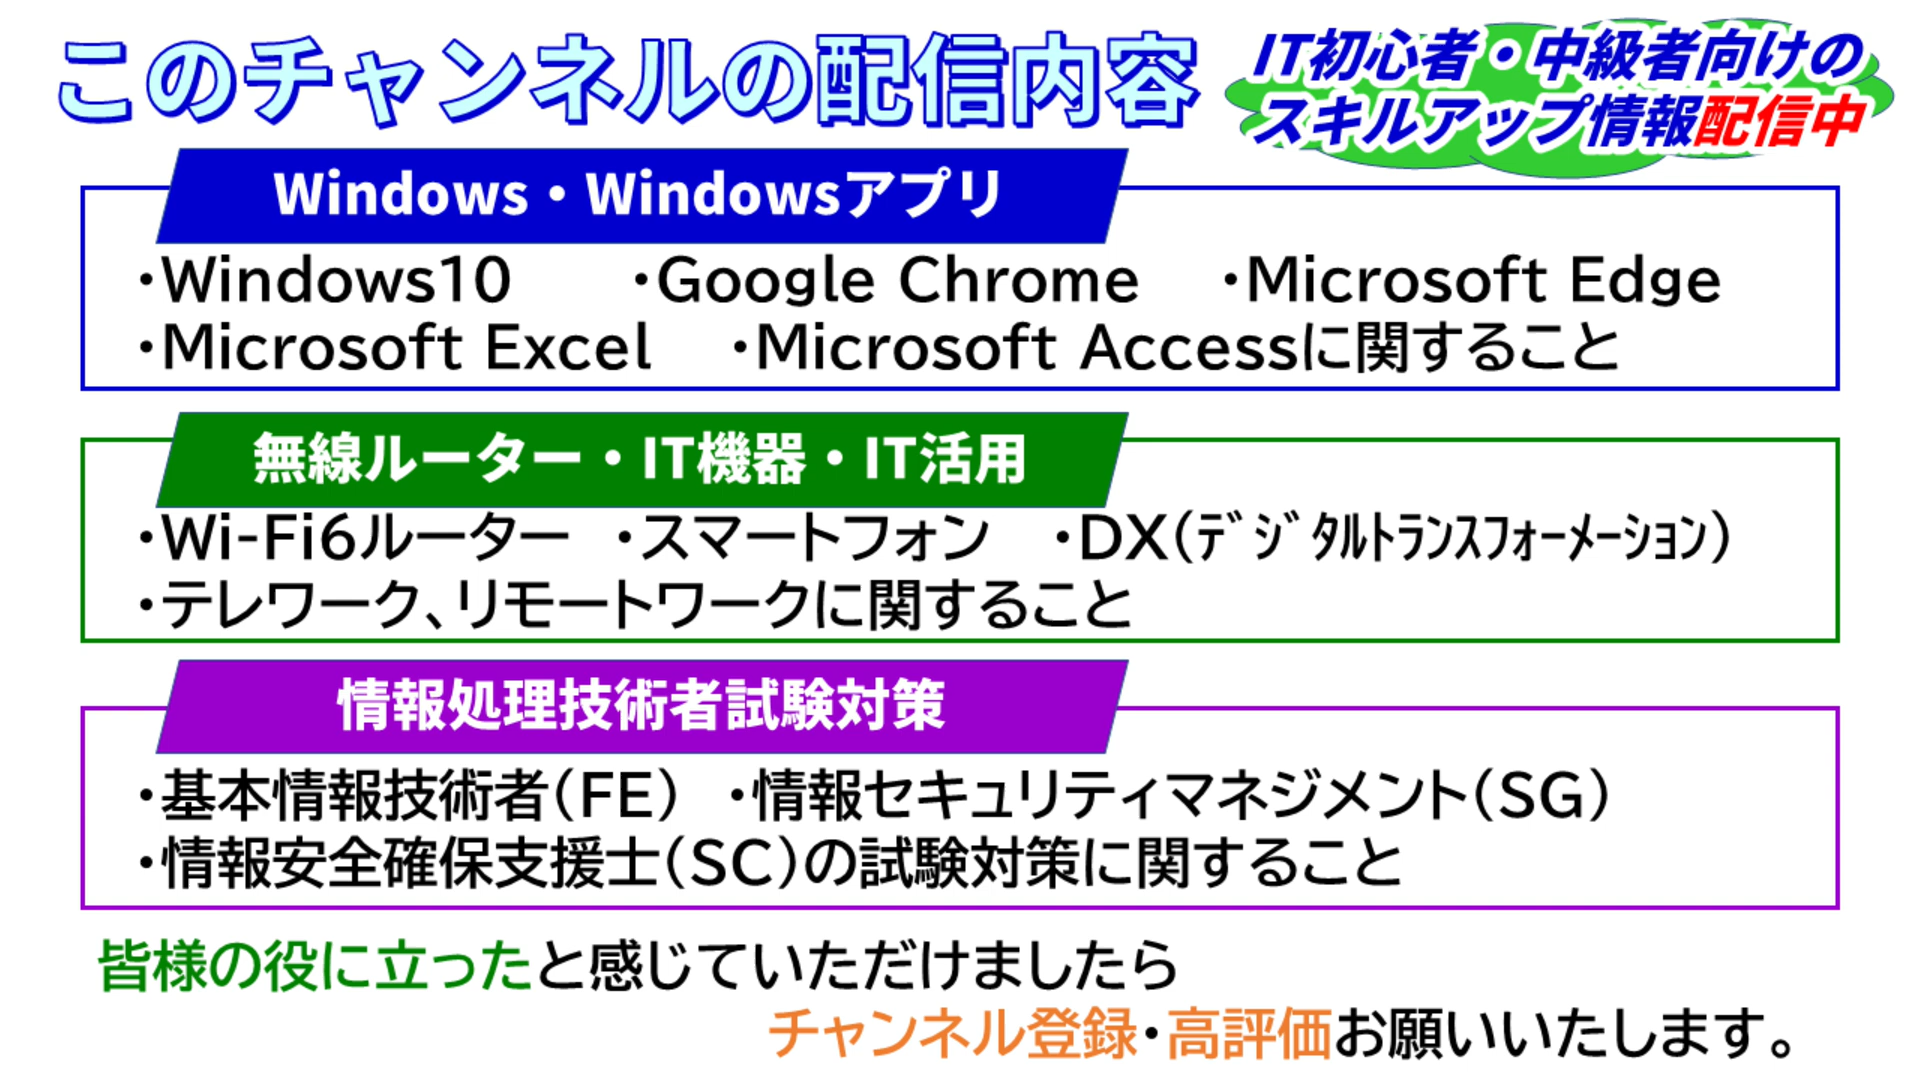 このチャンネルの配信内容
IT初心者・中級者向けの
スキルアップ情報配信中
Windows・Windowsアプリ
・Windows10　・Google Chrome　・Microsoft Edge
・Microsoft Excel　・Microsoft Accessに関すること
無線ルーター・IT機器・IT活用
・Wi-Fi6ルーター　・スマートフォン　・DX(ﾃﾞｼﾞﾀﾙﾄﾗﾝｽﾌｫｰﾒｰｼｮﾝ)
・テレワーク、リモートワークに関すること
情報処理技術者試験対策
・基本情報技術者(FE)　・情報セキュリティマネジメント(SG)
・情報安全確保支援士(SC)の試験対策に関すること
皆様の役に立ったと感じていただけましたら
チャンネル登録・高評価お願いいたします。